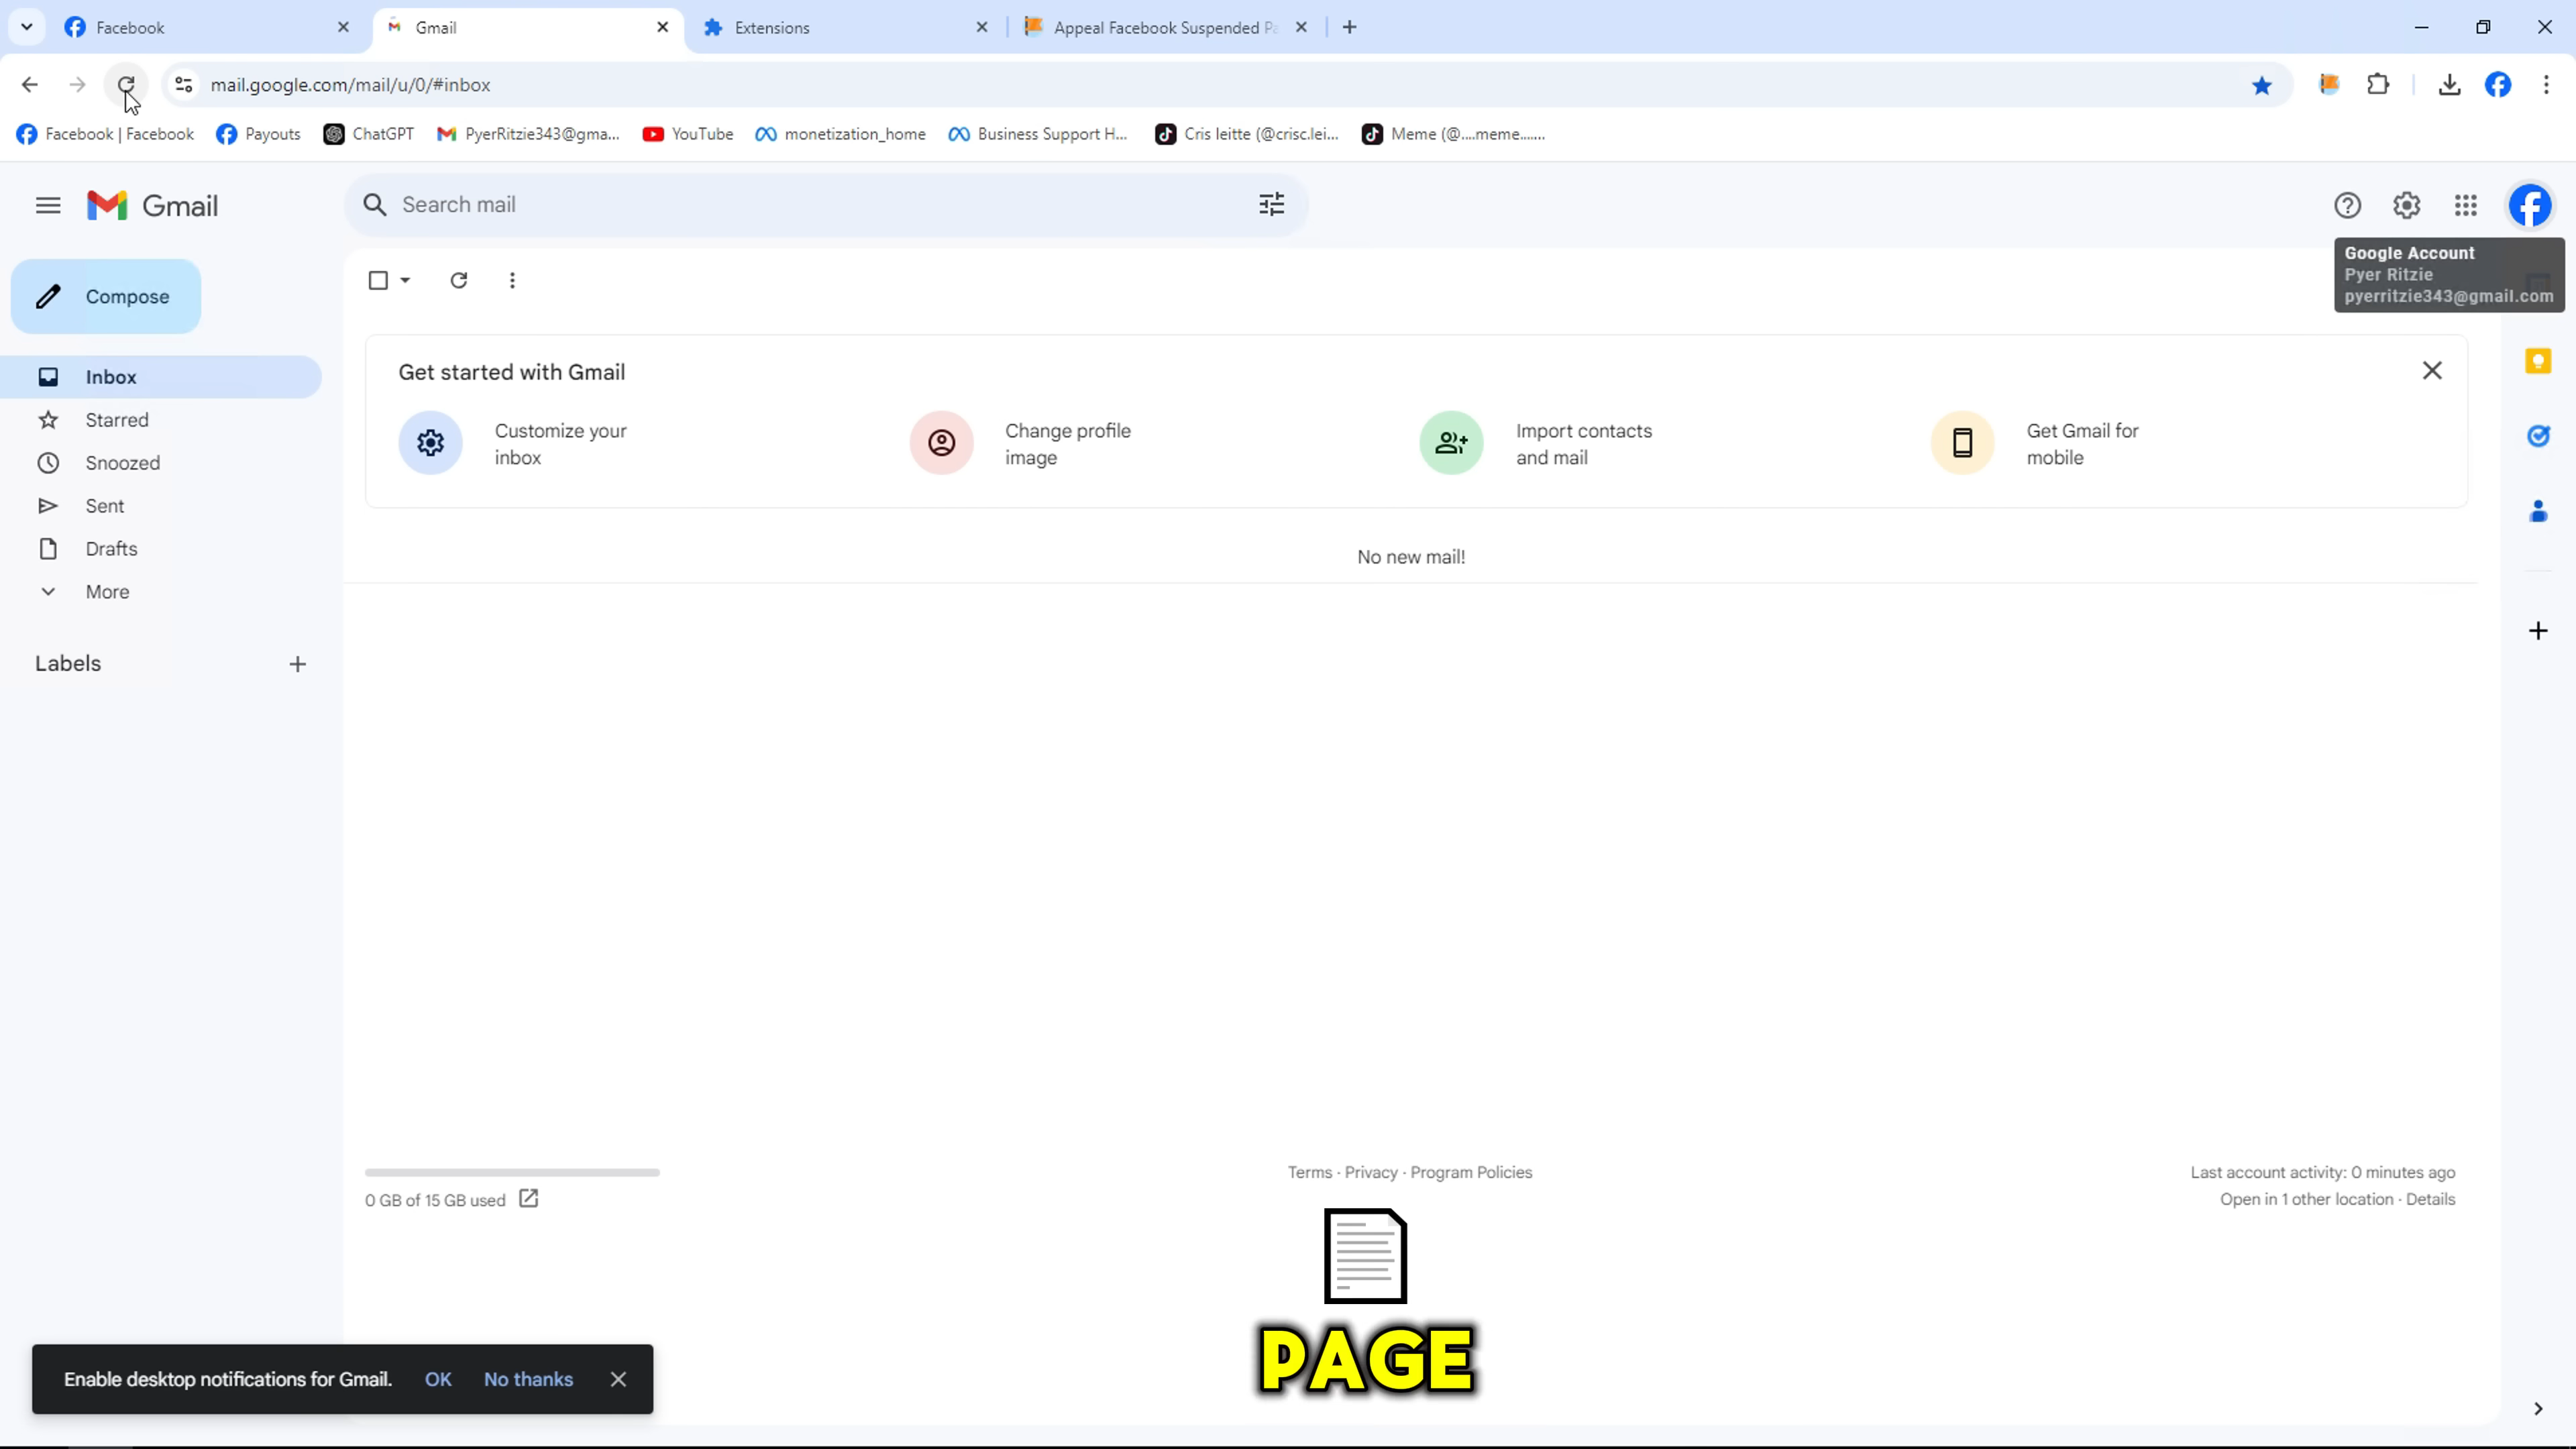 Facebook
Gmail
Extensions
Appeal Facebook Suspended Pa
mail.google.com/mail/u/0/#inbox
Facebook | Facebook
Payouts
ChatGPT
PyerRitzie343@gma...
YouTube
monetization_home
Business Support H...
Cris leitte (@crisc.lei...
Meme (@....meme.......
Gmail
Search mail
Google Account
Pyer Ritzie
pyerritzie343@gmail.com
Compose
Inbox
Starred
Snoozed
Sent
Drafts
More
Labels
Get started with Gmail
Customize your
inbox
Change profile
image
Import contacts
and mail
Get Gmail for
mobile
No new mail!
0 GB of 15 GB used
Terms · Privacy · Program Policies
Last account activity: 0 minutes ago
Open in 1 other location · Details
PAGE
Enable desktop notifications for Gmail. OK No thanks